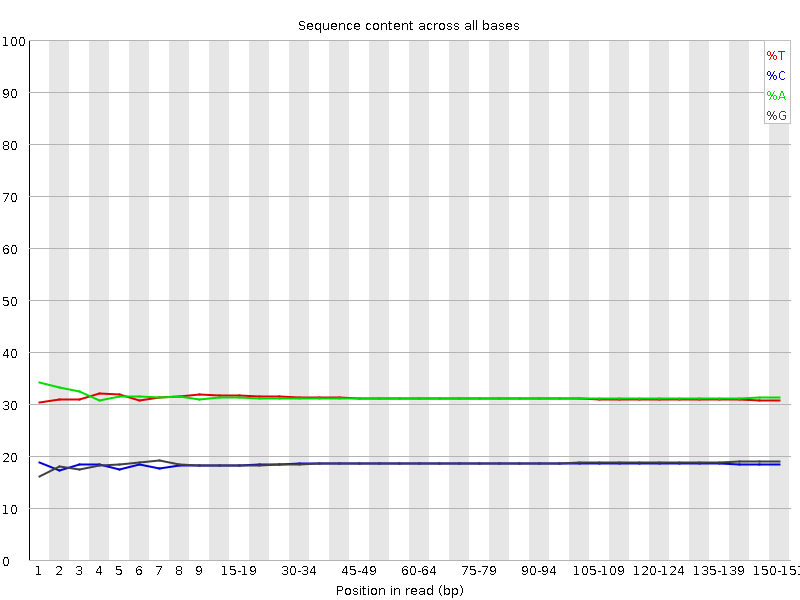 Sequence content across all bases
100
90
80
70
60
50
40
30
20
10
0
%T
%C
%A
%G
1 2 3 4 5 6 7 8 9 15-19 30-34 45-49 60-64 75-79 90-94 105-109 120-124 135-139 150-151
Position in read (bp)